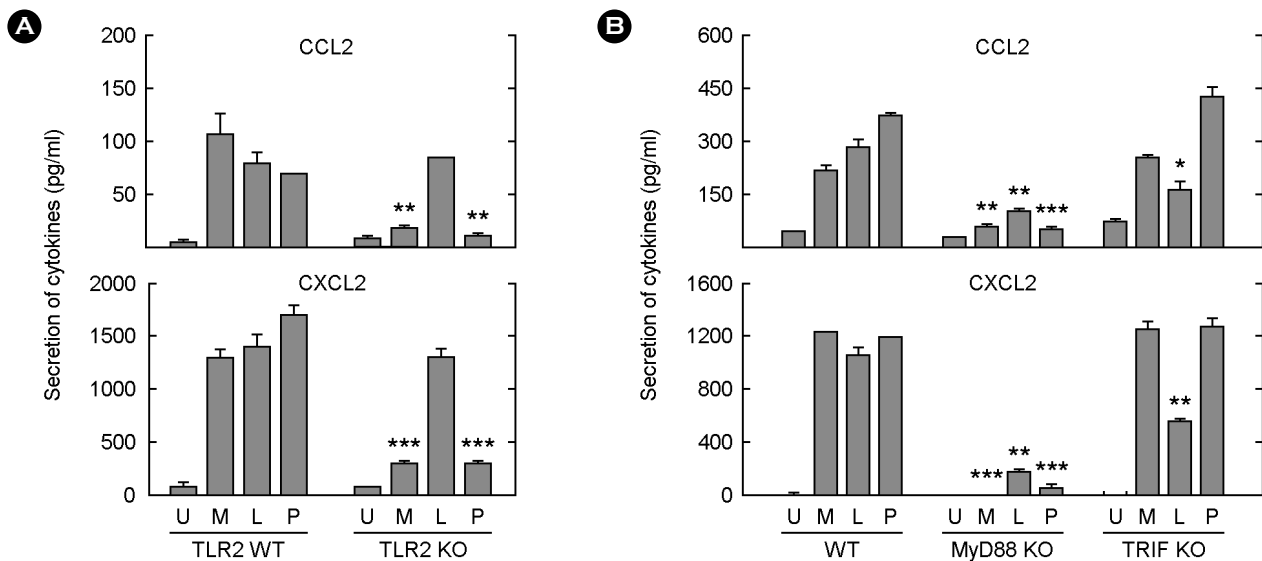 A
Secretion of cytokines (pg/ml)
CCL2
200
150
100
50
**
**
CXCL2
2000
1500
1000
500
0
***
***
U M L P U M L P
TLR2 WT TLR2 KO
B
Secretion of cytokines (pg/ml)
CCL2
600
450
300
150
**
**
***
*
CXCL2
1600
1200
800
400
0
***
**
***
**
U M L P U M L P U M L P
WT MyD88 KO TRIF KO